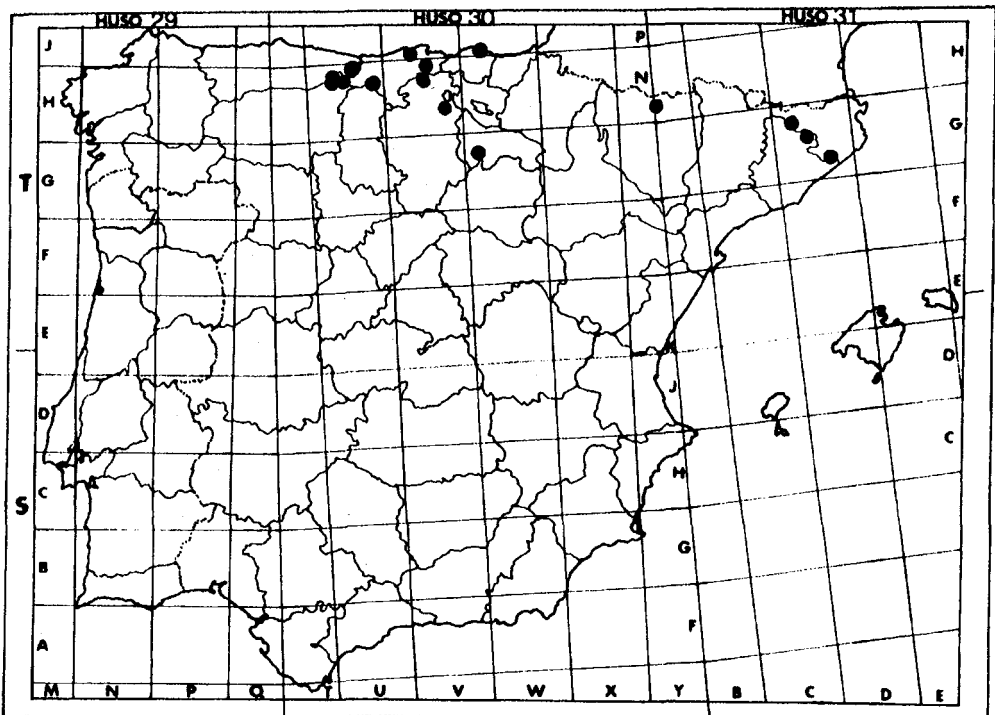 HUSO 29 HUSO 30 HUSO 31
J P H
N
H G
T G F
F E
E D
J
D C
H
S C
G
B
F
A
M N P Q T U V W X Y B C D E